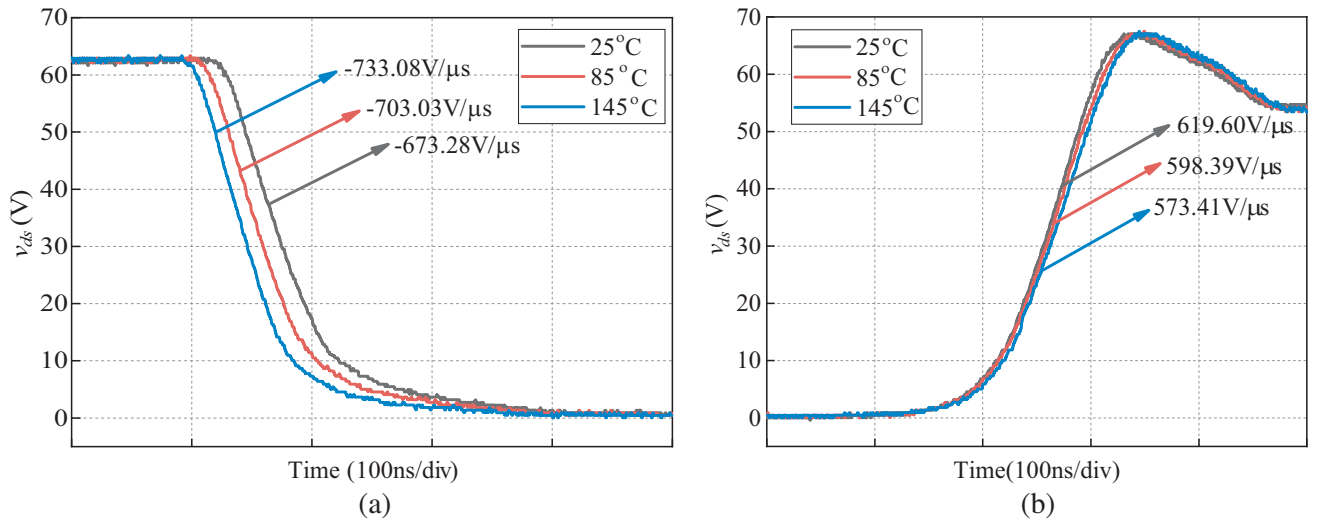 70
60
50
40
30
20
10
0
v_ds (V)
25°C
85°C
145°C
-733.08V/μs
-703.03V/μs
-673.28V/μs
Time (100ns/div)
(a)
70
60
50
40
30
20
10
0
v_ds (V)
25°C
85°C
145°C
619.60V/μs
598.39V/μs
573.41V/μs
Time(100ns/div)
(b)